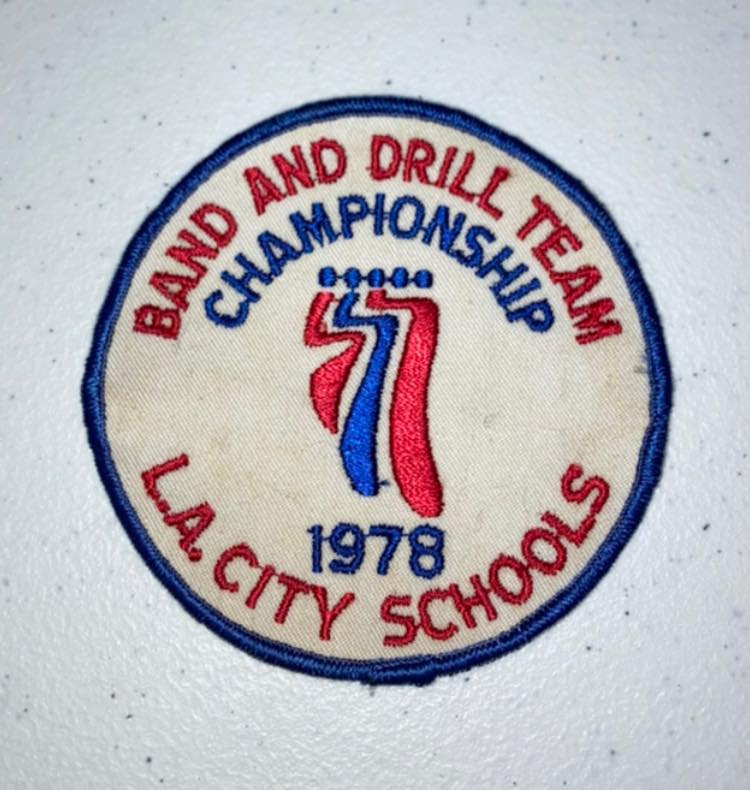 BAND AND DRILL TEAM
CHAMPIONSHIP
1978
L.A. CITY SCHOOLS